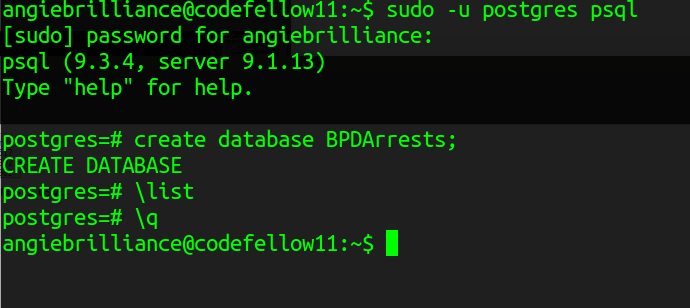 angiebrilliance@codefellow11:~$ sudo -u postgres psql
[sudo] password for angiebrilliance:
psql (9.3.4, server 9.1.13)
Type "help" for help.
postgres=# create database BPDArrests;
CREATE DATABASE
postgres=# \list
postgres=# \q
angiebrilliance@codefellow11:~$